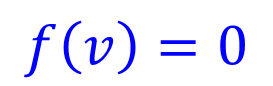 f(v) = 0